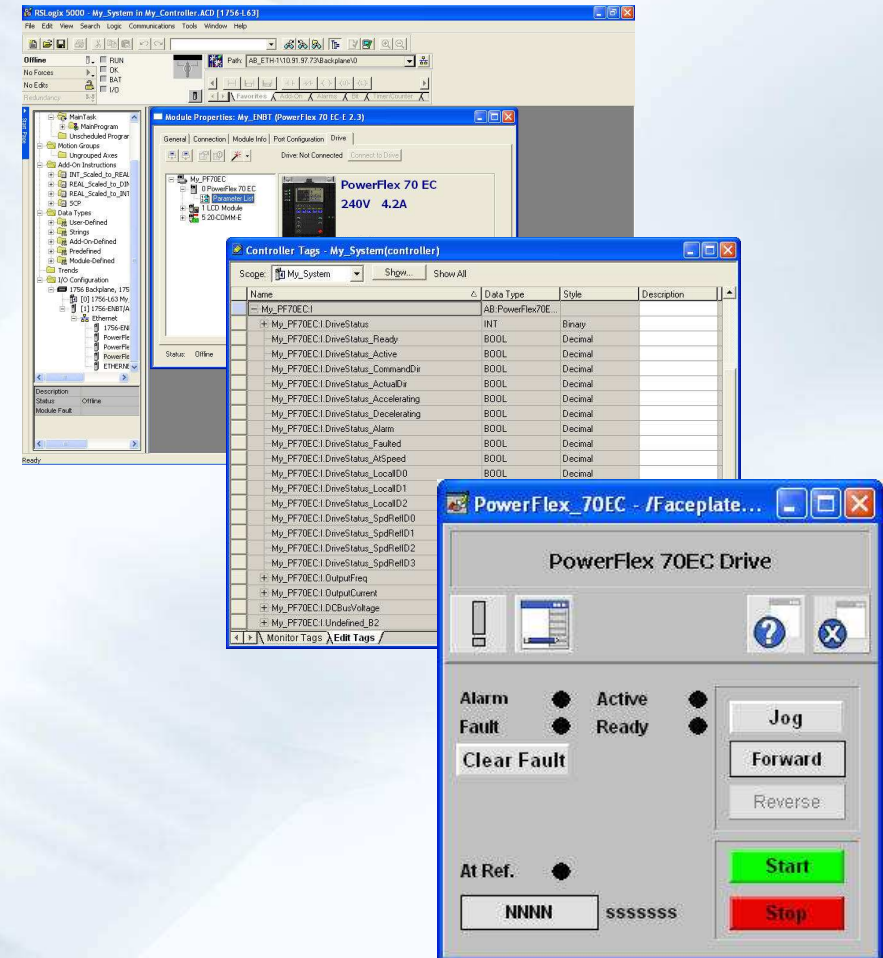 RSLogix 5000 - My_System in My_Controller.ACD [1756-L63]
File Edit View Search Logic Communications Tools Window Help
Offline
RUN
Path: AB_ETH-1\10.91.97.73\Backplane\0
No Forces
OK
No Edits
BAT
Redundancy
I/O
Favorites Add-On Alarms Bit Timer/Counter
Start Page
MainTask
MainProgram
Unscheduled Prograr
Motion Groups
Ungrouped Axes
Add-On Instructions
INT_Scaled_to_REAL
REAL_Scaled_to_DIN
REAL_Scaled_to_INT
SCP
Data Types
User-Defined
Strings
Add-On-Defined
Predefined
Module-Defined
Trends
I/O Configuration
1756 Backplane, 175
[0] 1756-L63 My
[1] 1756-ENBT/A
Ethernet
1756-ENI
PowerFle
PowerFle
PowerFle
ETHERNE
Description
Status Offline
Module Fault
Ready
Module Properties: My_ENBT (PowerFlex 70 EC-E 2.3)
General Connection Module Info Port Configuration Drive
Drive: Not Connected Connect to Drive
My_PF70EC
0 PowerFlex 70 EC
Parameter List
1 LCD Module
5 20-COMM-E
PowerFlex 70 EC
240V 4.2A
Status: Offline
Controller Tags - My_System(controller)
Scope: My_System Show... Show All
Name Data Type Style Description
My_PF70EC:I AB:PowerFlex70E...
My_PF70EC:I.DriveStatus INT Binary
My_PF70EC:I.DriveStatus_Ready BOOL Decimal
My_PF70EC:I.DriveStatus_Active BOOL Decimal
My_PF70EC:I.DriveStatus_CommandDir BOOL Decimal
My_PF70EC:I.DriveStatus_ActualDir BOOL Decimal
My_PF70EC:I.DriveStatus_Accelerating BOOL Decimal
My_PF70EC:I.DriveStatus_Decelerating BOOL Decimal
My_PF70EC:I.DriveStatus_Alarm BOOL Decimal
My_PF70EC:I.DriveStatus_Faulted BOOL Decimal
My_PF70EC:I.DriveStatus_AtSpeed BOOL Decimal
My_PF70EC:I.DriveStatus_LocalID0 BOOL Decimal
My_PF70EC:I.DriveStatus_LocalID1
My_PF70EC:I.DriveStatus_LocalID2
My_PF70EC:I.DriveStatus_SpdRefID0
My_PF70EC:I.DriveStatus_SpdRefID1
My_PF70EC:I.DriveStatus_SpdRefID2
My_PF70EC:I.DriveStatus_SpdRefID3
My_PF70EC:I.OutputFreq
My_PF70EC:I.OutputCurrent
My_PF70EC:I.DCBusVoltage
My_PF70EC:I.Undefined_B2
Monitor Tags Edit Tags
PowerFlex_70EC - /Faceplate...
PowerFlex 70EC Drive
Alarm Active
Fault Ready
Clear Fault
Jog
Forward
Reverse
At Ref.
NNNN sssssss
Start
Stop